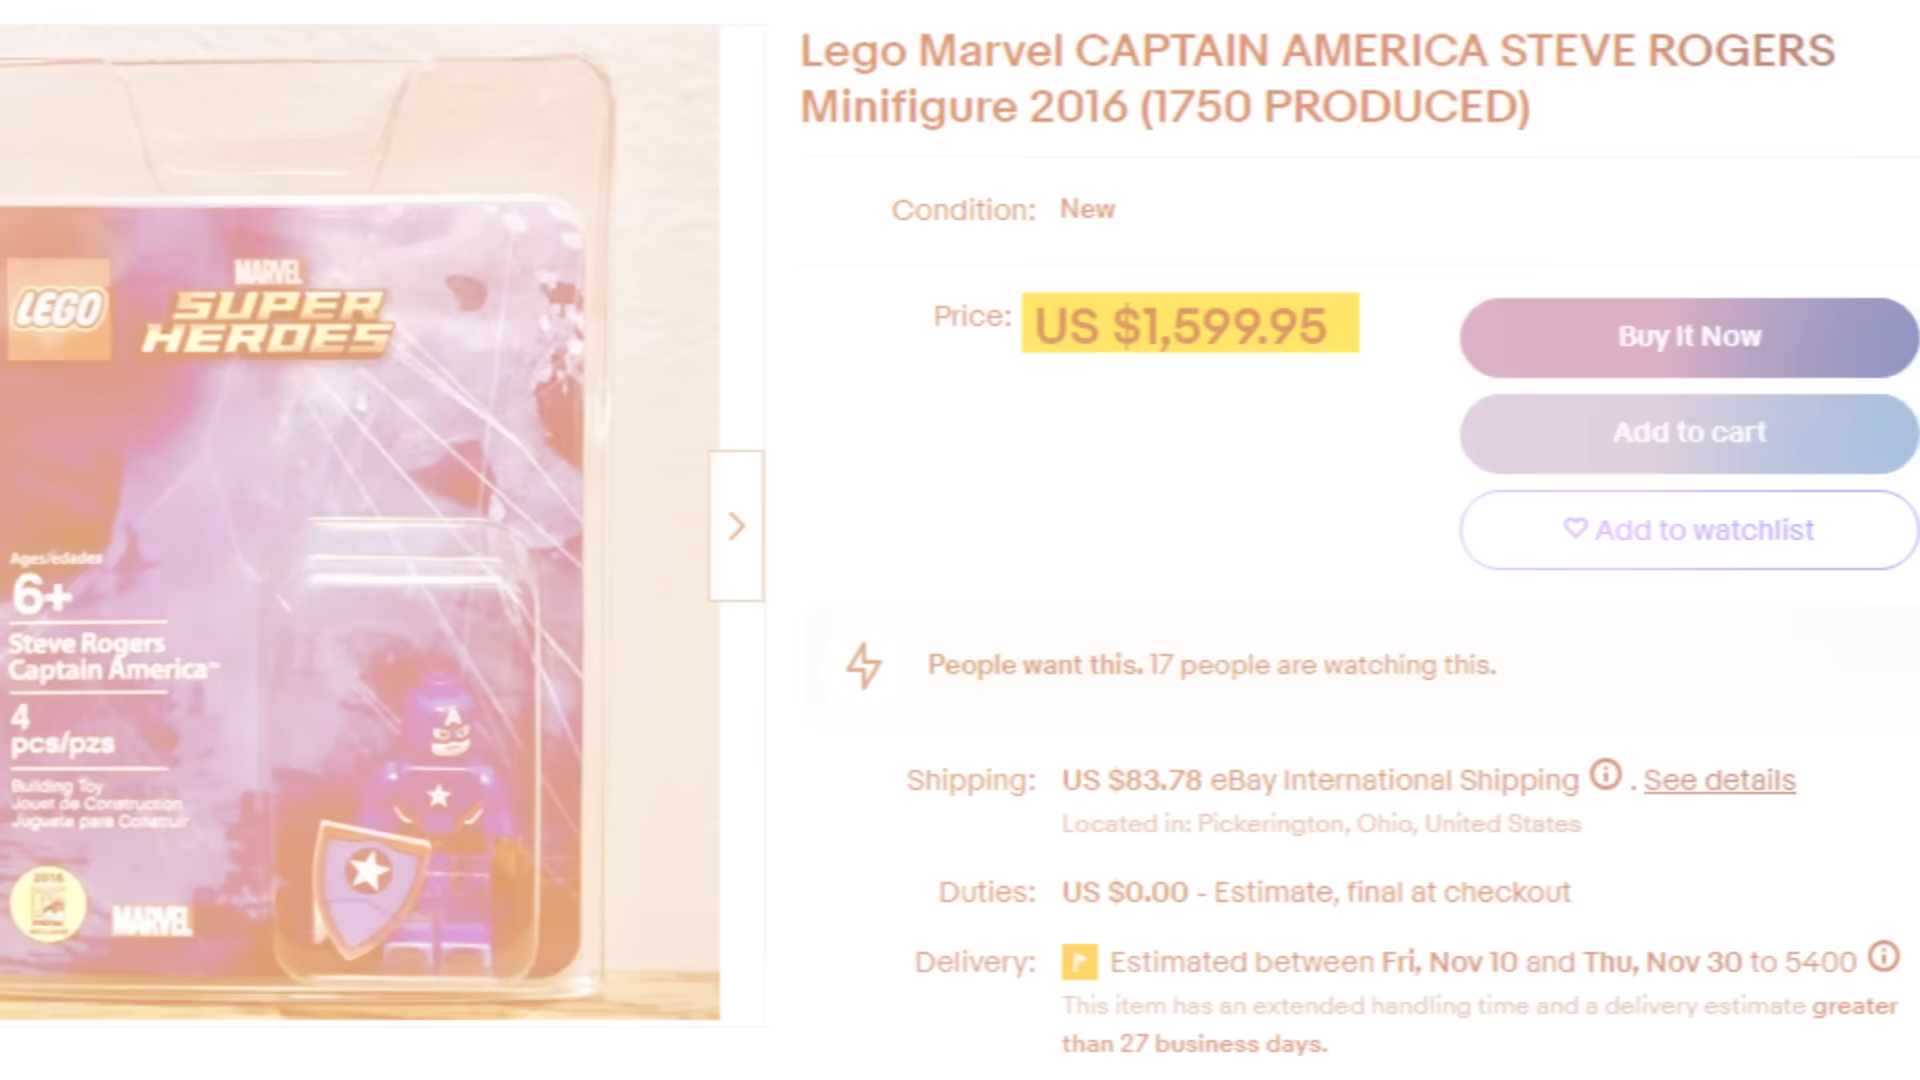 Lego Marvel CAPTAIN AMERICA STEVE ROGERS
Minifigure 2016 (1750 PRODUCED)
Condition: New
Price: US $1,599.95
Buy It Now
Add to cart
Add to watchlist
People want this. 17 people are watching this.
Shipping: US $83.78 eBay International Shipping . See details
Located in: Pickerington, Ohio, United States
Duties: US $0.00 - Estimate, final at checkout
Delivery: Estimated between Fri, Nov 10 and Thu, Nov 30 to 5400
This item has an extended handling time and a delivery estimate greater
than 27 business days.
LEGO
MARVEL
SUPER
HEROES
Ages/edades
6+
Steve Rogers
Captain America™
4
pcs/pzs
Building Toy
Jouet de Construction
Juguete para Construir
2016
MARVEL
A